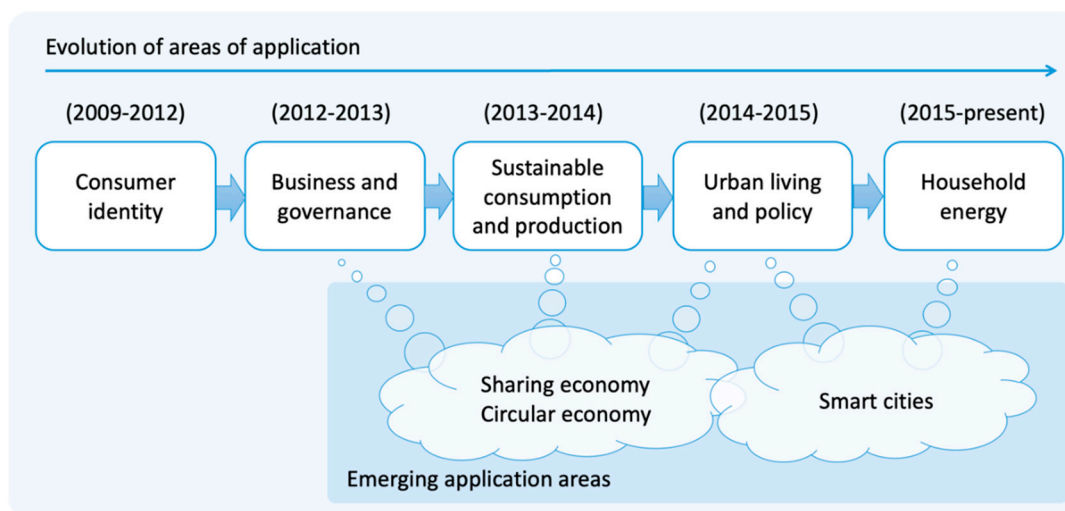 Evolution of areas of application
(2009-2012)
(2012-2013)
(2013-2014)
(2014-2015)
(2015-present)
Consumer
identity
Business and
governance
Sustainable
consumption
and production
Urban living
and policy
Household
energy
Sharing economy
Circular economy
Smart cities
Emerging application areas